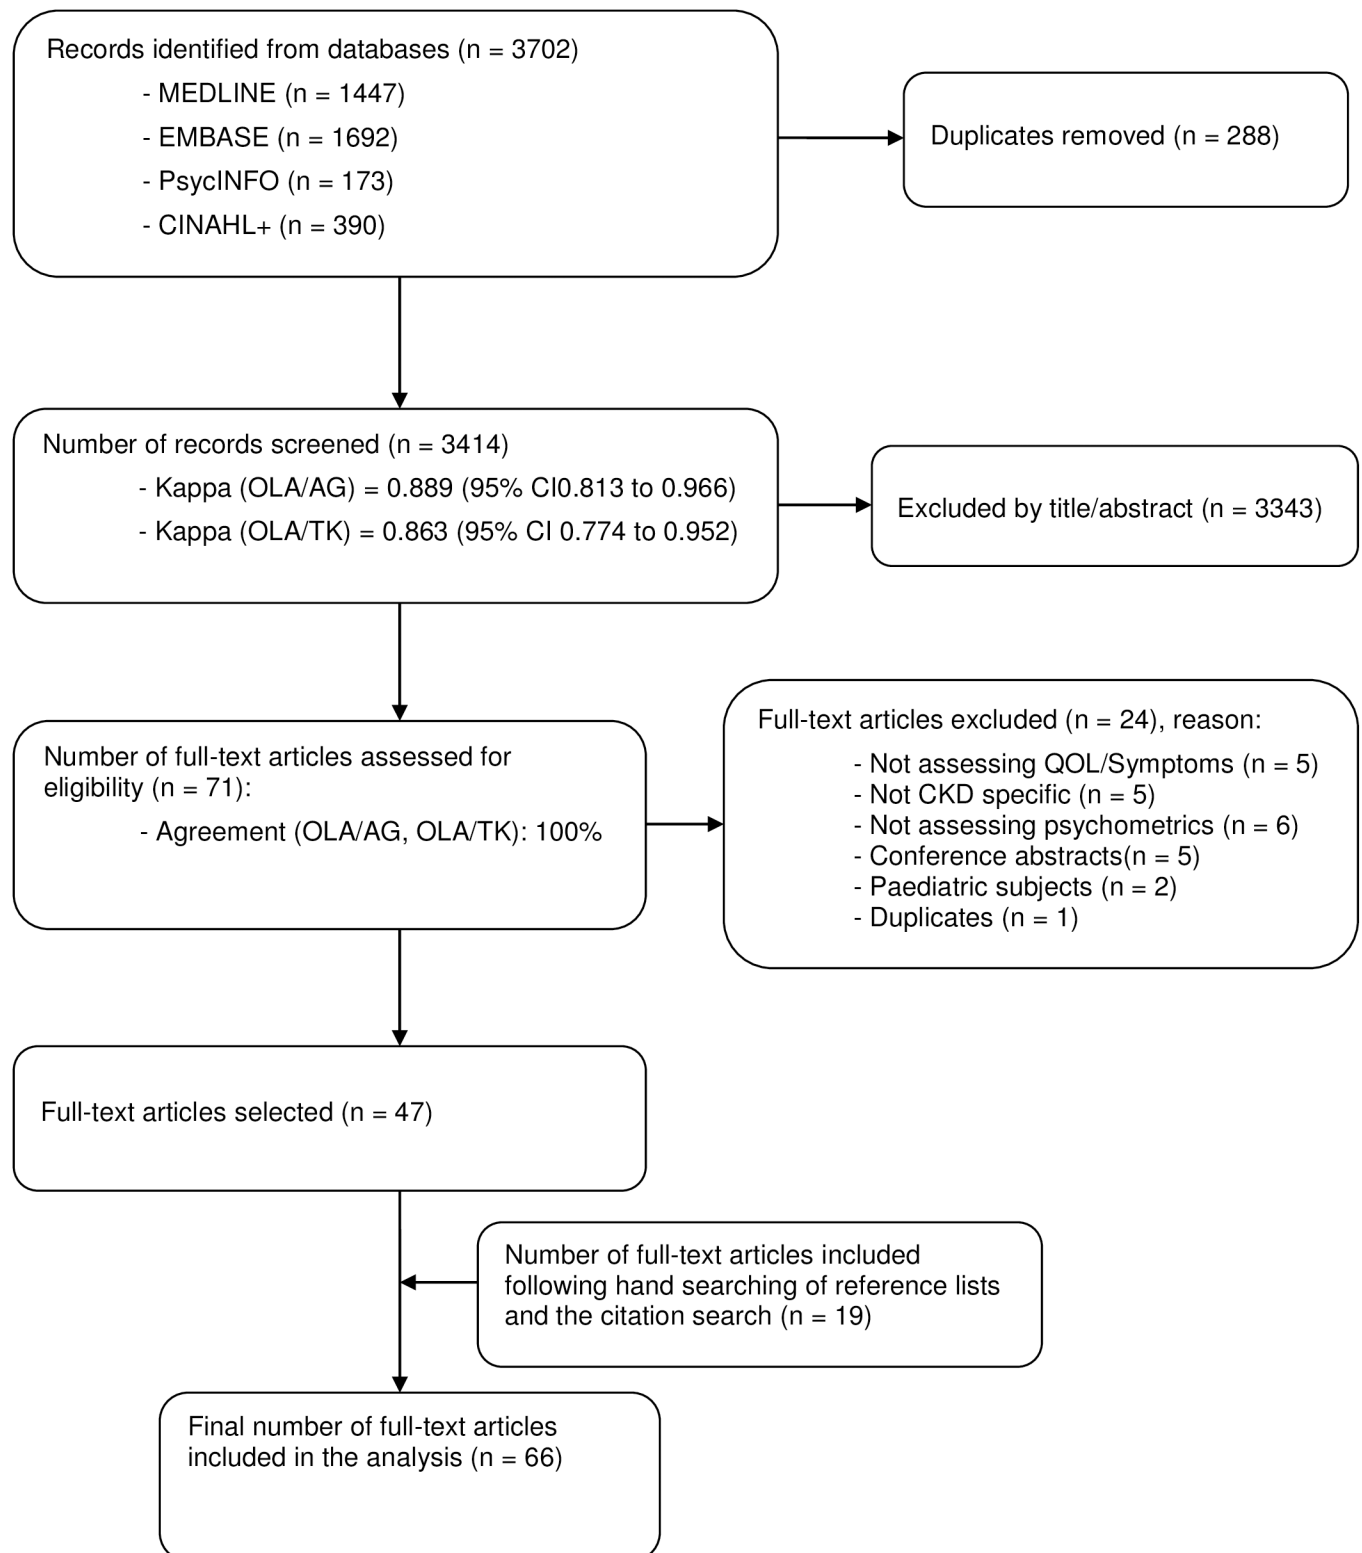 Records identified from databases (n = 3702)
- MEDLINE (n = 1447)
- EMBASE (n = 1692)
- PsycINFO (n = 173)
- CINAHL+ (n = 390)
Duplicates removed (n = 288)
Number of records screened (n = 3414)
- Kappa (OLA/AG) = 0.889 (95% CI0.813 to 0.966)
- Kappa (OLA/TK) = 0.863 (95% CI 0.774 to 0.952)
Excluded by title/abstract (n = 3343)
Number of full-text articles assessed for
eligibility (n = 71):
- Agreement (OLA/AG, OLA/TK): 100%
Full-text articles excluded (n = 24), reason:
- Not assessing QOL/Symptoms (n = 5)
- Not CKD specific (n = 5)
- Not assessing psychometrics (n = 6)
- Conference abstracts(n = 5)
- Paediatric subjects (n = 2)
- Duplicates (n = 1)
Full-text articles selected (n = 47)
Number of full-text articles included
following hand searching of reference lists
and the citation search (n = 19)
Final number of full-text articles
included in the analysis (n = 66)